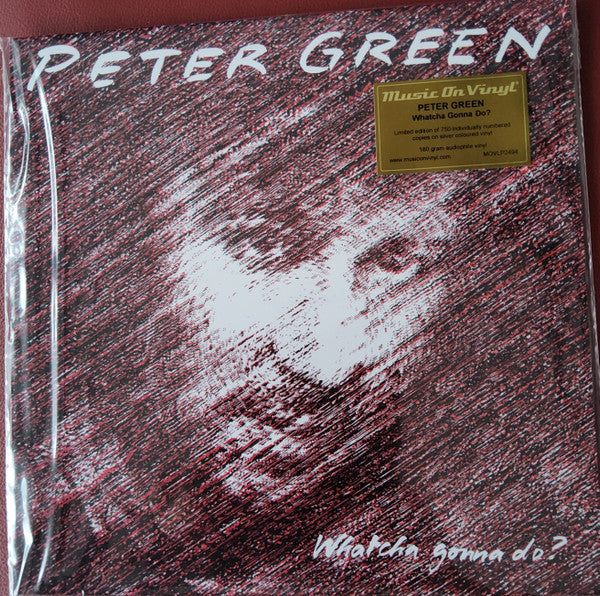 PETER GREEN
Music On Vinyl
PETER GREEN
Whatcha Gonna Do?
Limited edition of 750 individually numbered
copies on silver coloured vinyl
180 gram audiophile vinyl
www.musiconvinyl.com MOVLP2494
Whatcha gonna do?